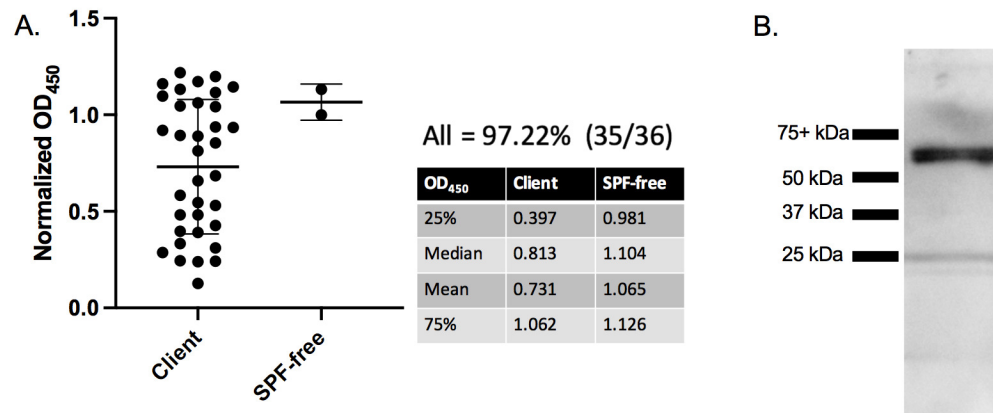 A.
Normalized OD450
1.5
1.0
0.5
0.0
Client
SPF-free
All = 97.22% (35/36)
OD450 Client SPF-free
25% 0.397 0.981
Median 0.813 1.104
Mean 0.731 1.065
75% 1.062 1.126
B.
75+ kDa
50 kDa
37 kDa
25 kDa